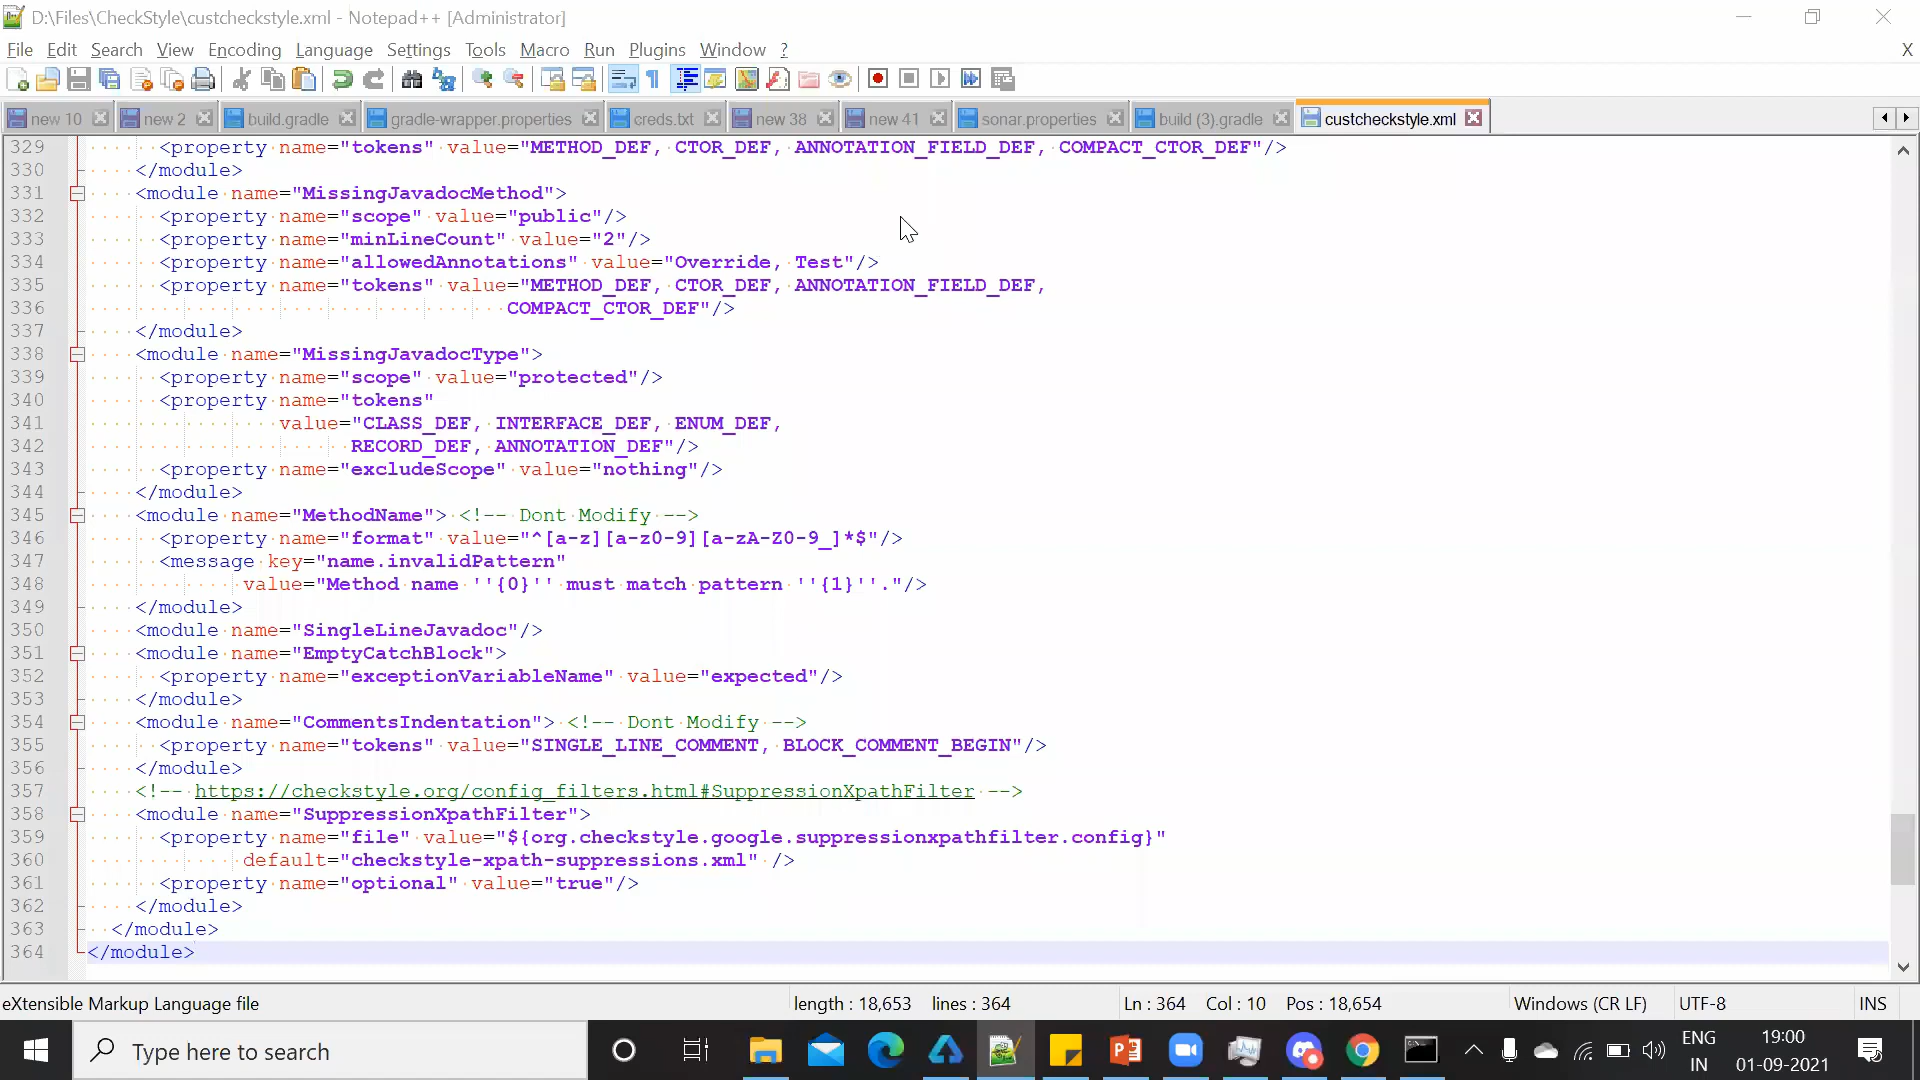 D:\Files\CheckStyle\custcheckstyle.xml - Notepad++ [Administrator]
File Edit Search View Encoding Language Settings Tools Macro Run Plugins Window ? X
new 10 new 2 build.gradle gradle-wrapper.properties creds.txt new 38 new 41 sonar.properties build (3).gradle custcheckstyle.xml
329 <property name="tokens" value="METHOD_DEF, CTOR_DEF, ANNOTATION_FIELD_DEF, COMPACT_CTOR_DEF"/>
330 </module>
331 <module name="MissingJavadocMethod">
332 <property name="scope" value="public"/>
333 <property name="minLineCount" value="2"/>
334 <property name="allowedAnnotations" value="Override, Test"/>
335 <property name="tokens" value="METHOD_DEF, CTOR_DEF, ANNOTATION_FIELD_DEF,
336 COMPACT_CTOR_DEF"/>
337 </module>
338 <module name="MissingJavadocType">
339 <property name="scope" value="protected"/>
340 <property name="tokens"
341 value="CLASS_DEF, INTERFACE_DEF, ENUM_DEF,
342 RECORD_DEF, ANNOTATION_DEF"/>
343 <property name="excludeScope" value="nothing"/>
344 </module>
345 <module name="MethodName"> <!-- Dont Modify -->
346 <property name="format" value="^[a-z][a-z0-9][a-zA-Z0-9_]*$"/>
347 <message key="name.invalidPattern"
348 value="Method name ''{0}'' must match pattern ''{1}''."/>
349 </module>
350 <module name="SingleLineJavadoc"/>
351 <module name="EmptyCatchBlock">
352 <property name="exceptionVariableName" value="expected"/>
353 </module>
354 <module name="CommentsIndentation"> <!-- Dont Modify -->
355 <property name="tokens" value="SINGLE_LINE_COMMENT, BLOCK_COMMENT_BEGIN"/>
356 </module>
357 <!-- https://checkstyle.org/config_filters.html#SuppressionXpathFilter -->
358 <module name="SuppressionXpathFilter">
359 <property name="file" value="${org.checkstyle.google.suppressionxpathfilter.config}"
360 default="checkstyle-xpath-suppressions.xml" />
361 <property name="optional" value="true"/>
362 </module>
363 </module>
364 </module>
eXtensible Markup Language file length : 18,653 lines : 364 Ln : 364 Col : 10 Pos : 18,654 Windows (CR LF) UTF-8 INS
Type here to search
ENG 19:00
IN 01-09-2021